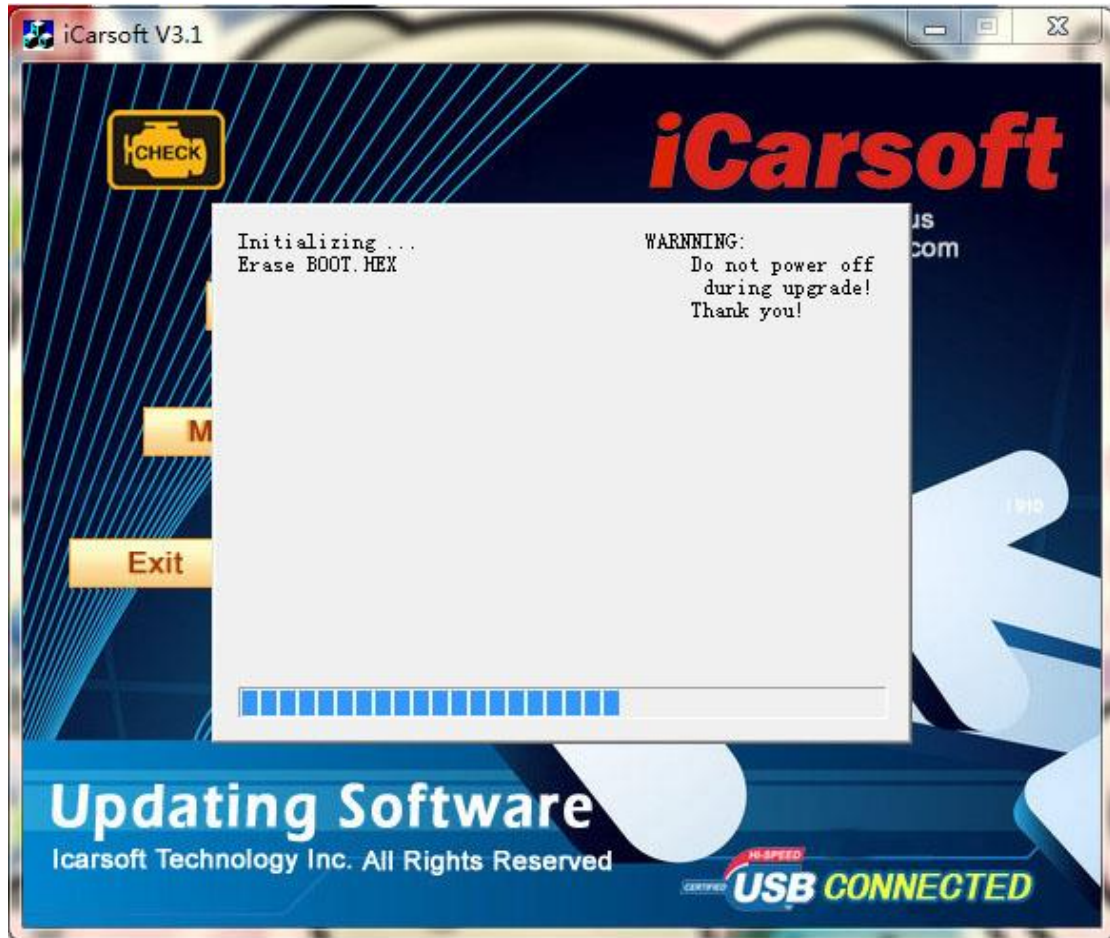 iCarsoft V3.1
CHECK
iCarsoft
us
com
Initializing ...
Erase BOOT.HEX
WARNNING:
Do not power off
during upgrade!
Thank you!
M
Exit
Updating Software
Icarsoft Technology Inc. All Rights Reserved
HI-SPEED
CERTIFIED
USB CONNECTED